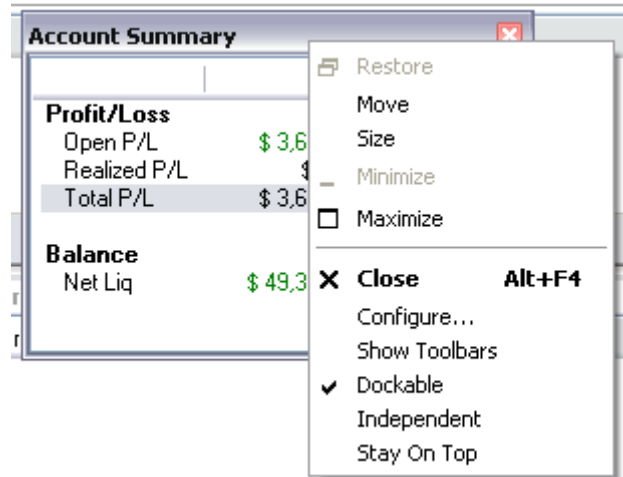 Account Summary
Restore
Move
Profit/Loss
Size
Open P/L $ 3,6
Realized P/L $
Minimize
Total P/L $ 3,6
Maximize
Balance
Net Liq $ 49,3
Close Alt+F4
Configure...
Show Toolbars
Dockable
Independent
Stay On Top